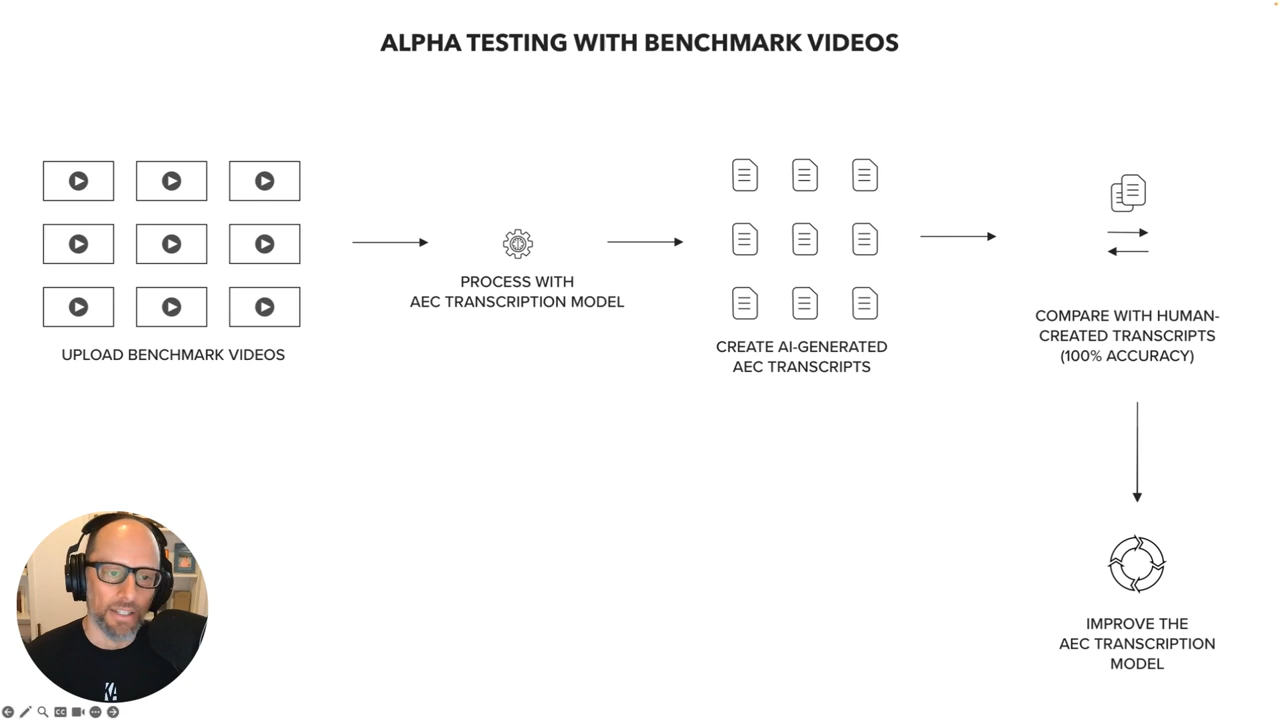 ALPHA TESTING WITH BENCHMARK VIDEOS
UPLOAD BENCHMARK VIDEOS
PROCESS WITH
AEC TRANSCRIPTION MODEL
CREATE AI-GENERATED
AEC TRANSCRIPTS
COMPARE WITH HUMAN-
CREATED TRANSCRIPTS
(100% ACCURACY)
IMPROVE THE
AEC TRANSCRIPTION
MODEL
CC